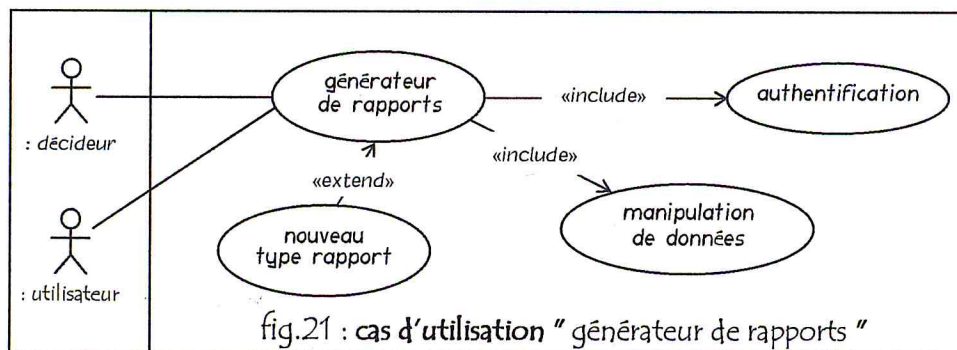 générateur
de rapports
«include»
authentification
: décideur
«include»
«extend»
manipulation
de données
nouveau
type rapport
: utilisateur
fig.21 : cas d'utilisation " générateur de rapports "